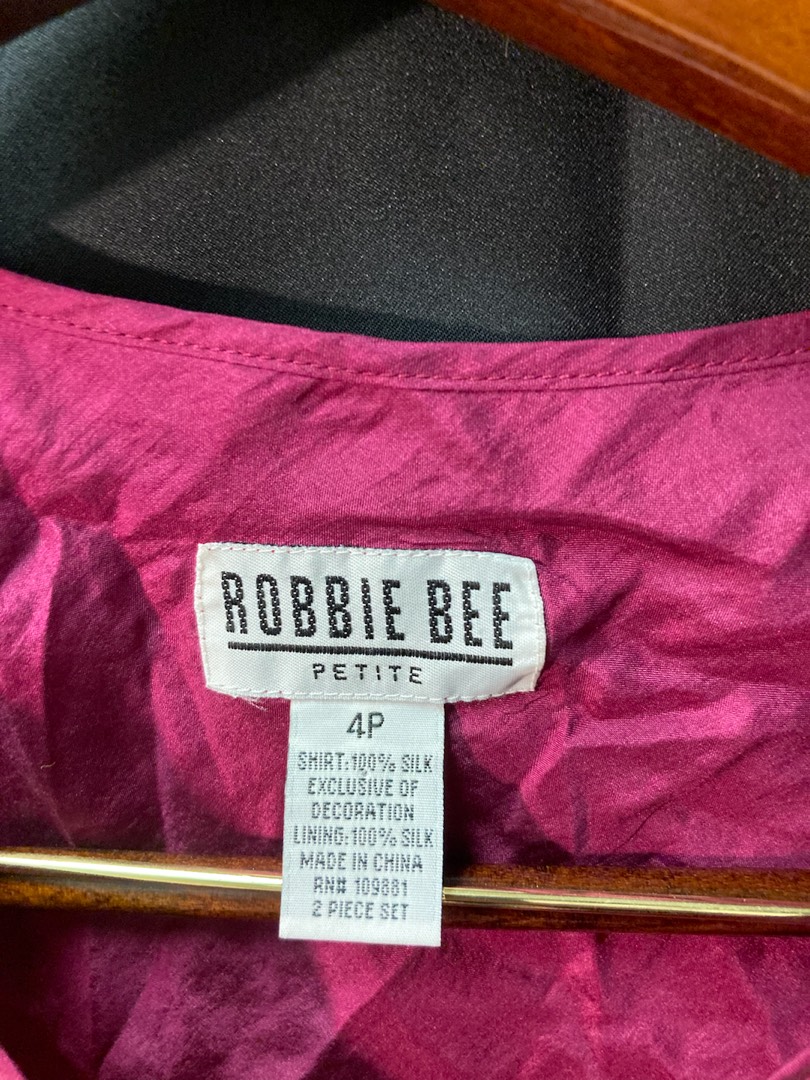 ROBBIE BEE
PETITE
4P
SHIRT:100% SILK
EXCLUSIVE OF
DECORATION
LINING:100% SILK
MADE IN CHINA
RN# 109881
2 PIECE SET